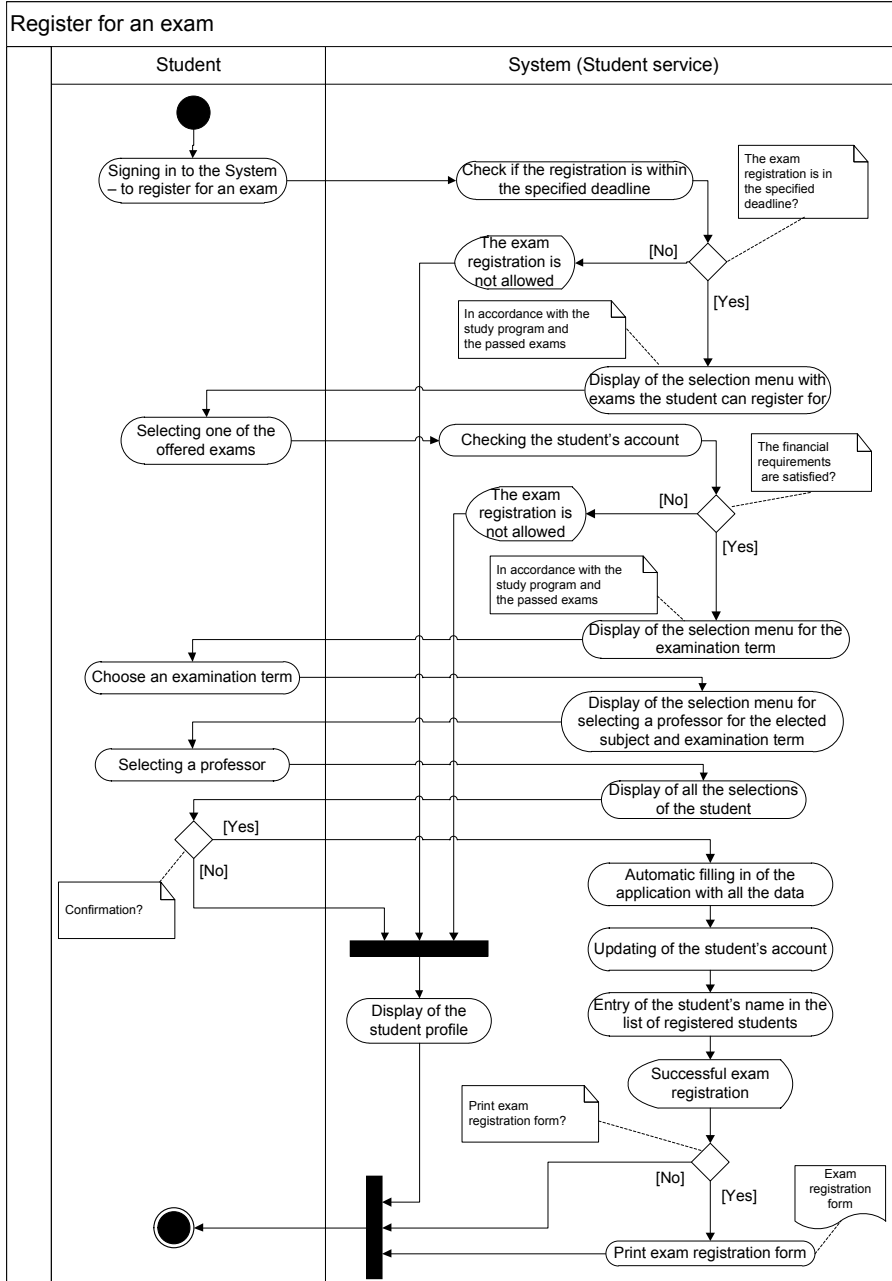 Register for an exam
Student
System (Student service)
Signing in to the System
– to register for an exam
Check if the registration is within
the specified deadline
The exam
registration is in
the specified
deadline?
[No]
The exam
registration is
not allowed
[Yes]
In accordance with the
study program and
the passed exams
Display of the selection menu with
exams the student can register for
Selecting one of the
offered exams
Checking the student's account
The financial
requirements
are satisfied?
[No]
The exam
registration is
not allowed
[Yes]
In accordance with the
study program and
the passed exams
Display of the selection menu for the
examination term
Choose an examination term
Display of the selection menu for
selecting a professor for the elected
subject and examination term
Selecting a professor
Display of all the selections
of the student
[Yes]
[No]
Confirmation?
Automatic filling in of the
application with all the data
Updating of the student's account
Display of the
student profile
Entry of the student's name in the
list of registered students
Successful exam
registration
Print exam
registration form?
[No]
[Yes]
Exam
registration
form
Print exam registration form